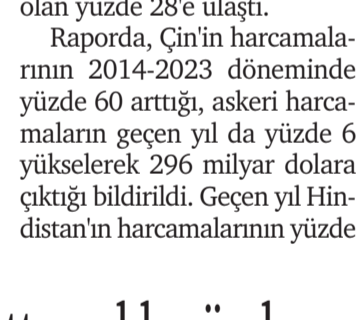 olan yüzde 28'e ulaştı.
Raporda, Çin'in harcamala-
rının 2014-2023 döneminde
yüzde 60 arttığı, askeri harca-
maların geçen yıl da yüzde 6
yükselerek 296 milyar dolara
çıktığı bildirildi. Geçen yıl Hin-
distan'ın harcamalarının yüzde